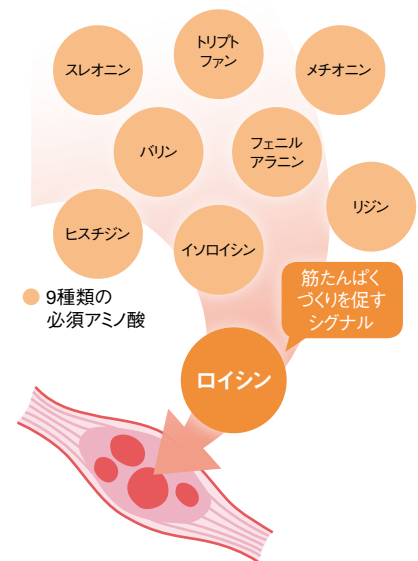 スレオニン
トリプト
ファン
メチオニン
バリン
フェニル
アラニン
リジン
ヒスチジン
イソロイシン
9種類の
必須アミノ酸
筋たんぱく
づくりを促す
シグナル
ロイシン